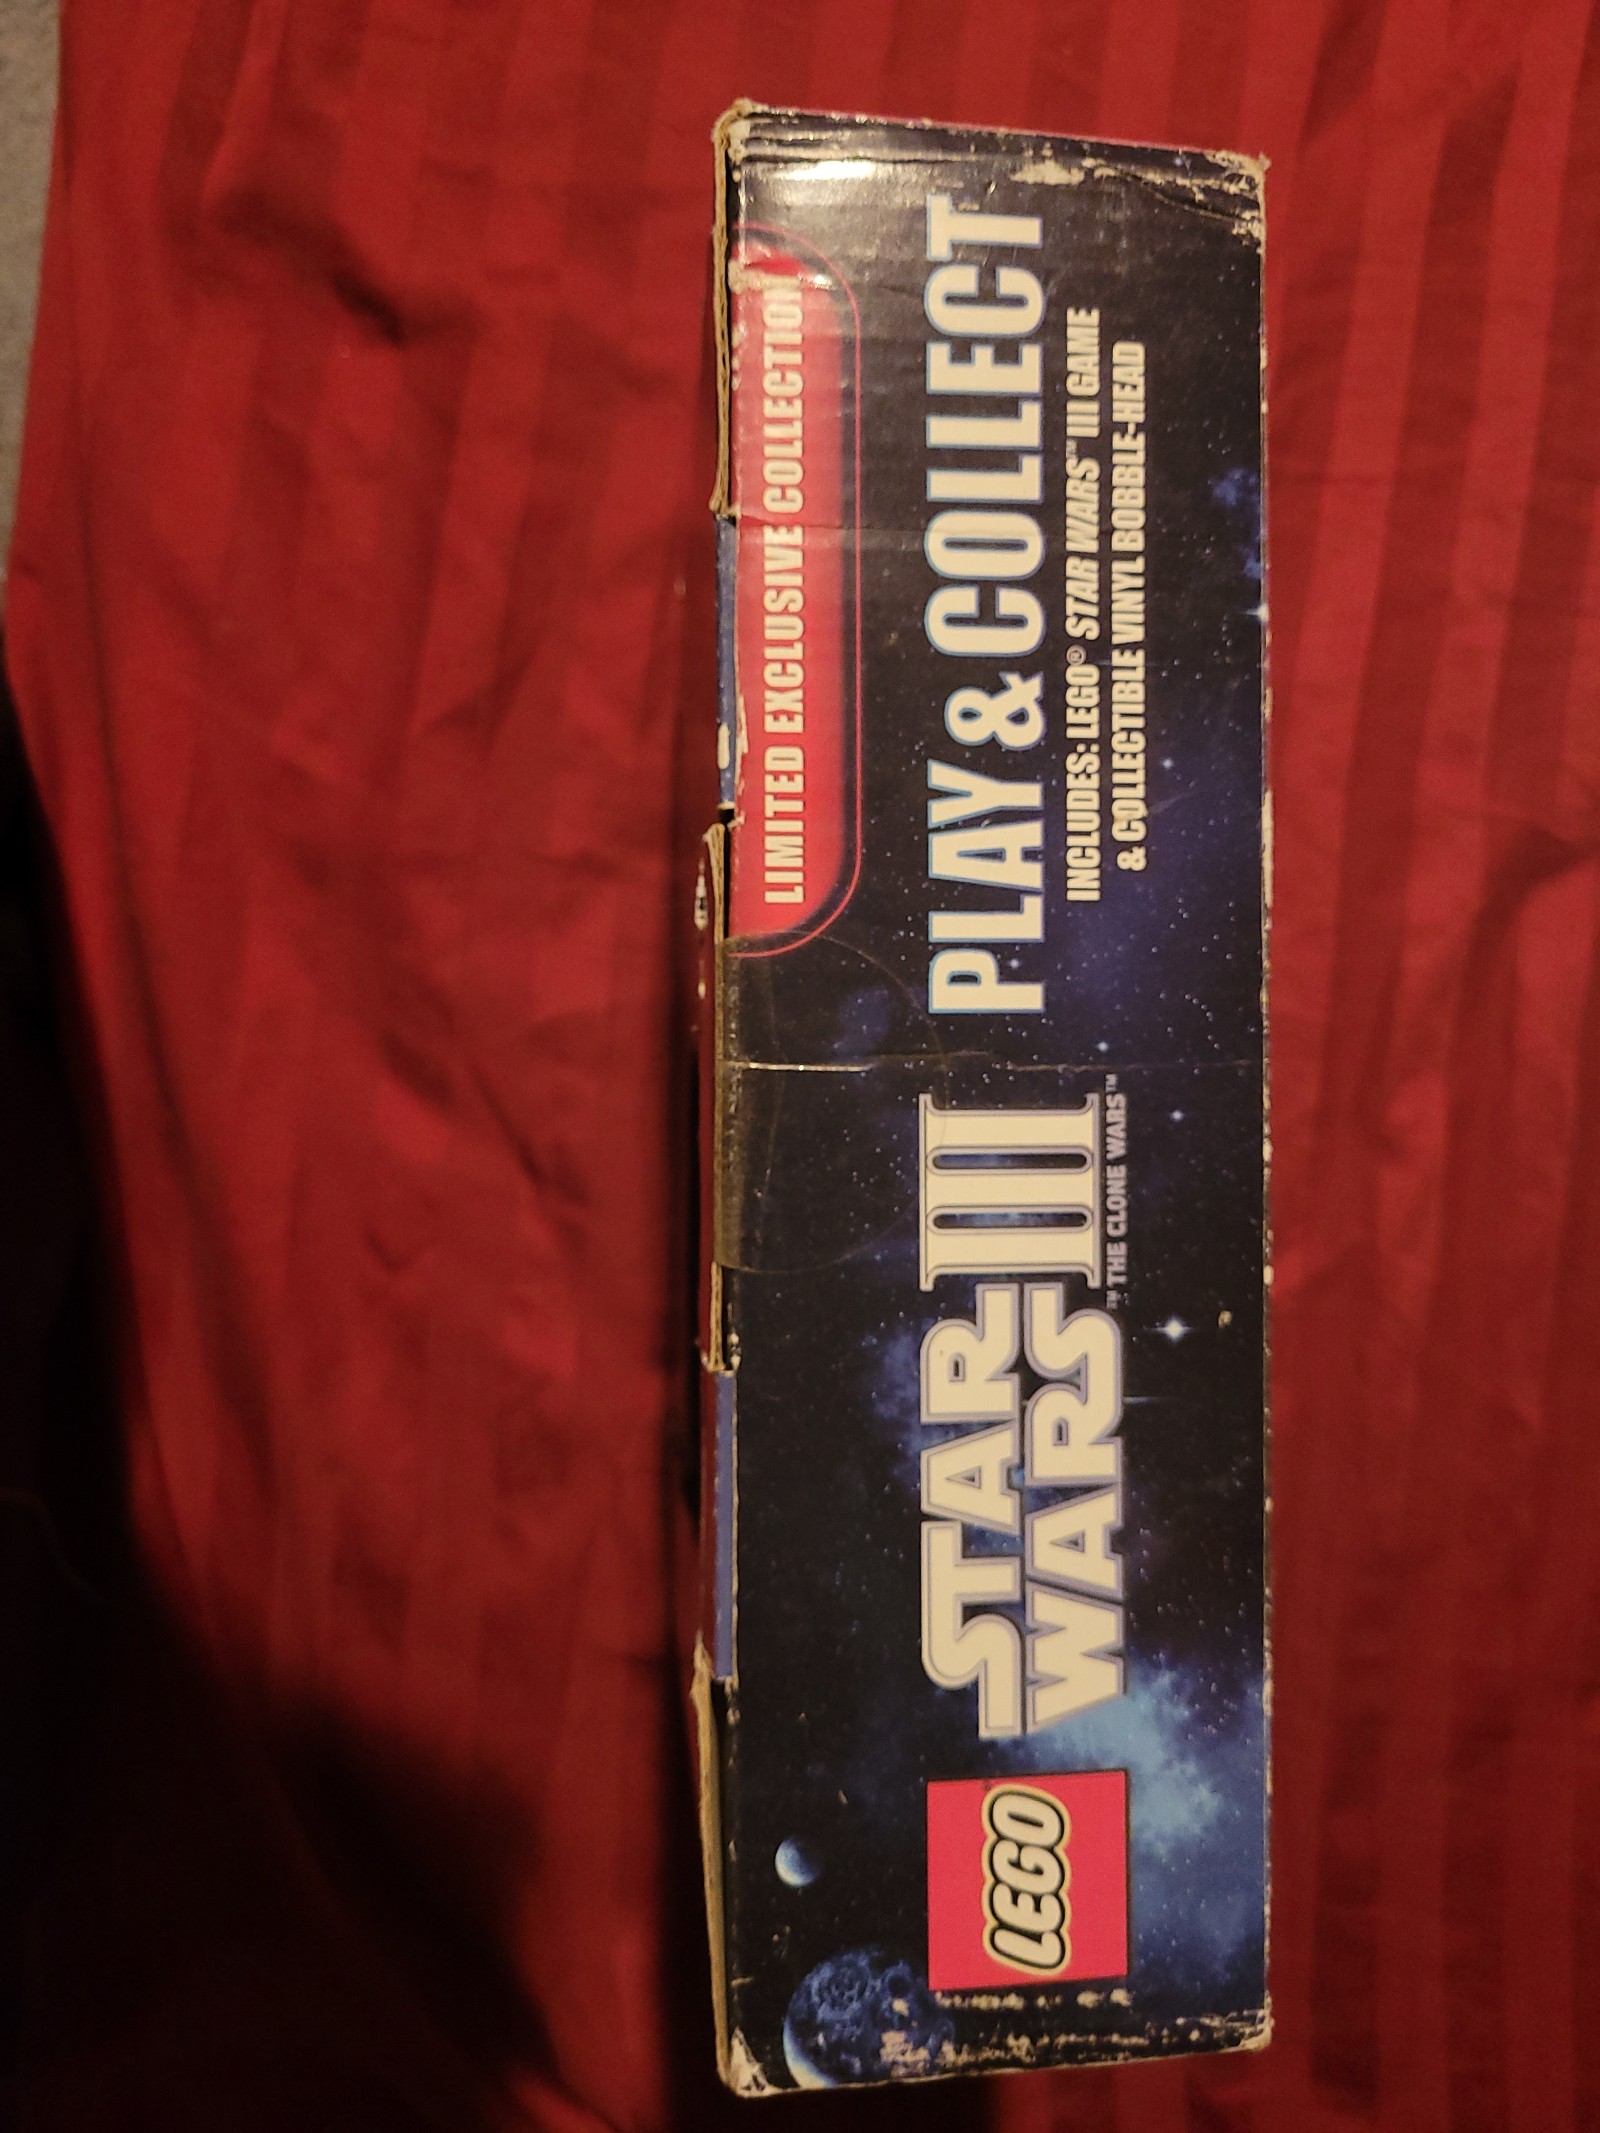 LEGO
STAR
WARS III
™ THE CLONE WARS™
LIMITED EXCLUSIVE COLLECTION
PLAY & COLLECT
INCLUDES: LEGO® STAR WARS™ III GAME
& COLLECTIBLE VINYL BOBBLE-HEAD